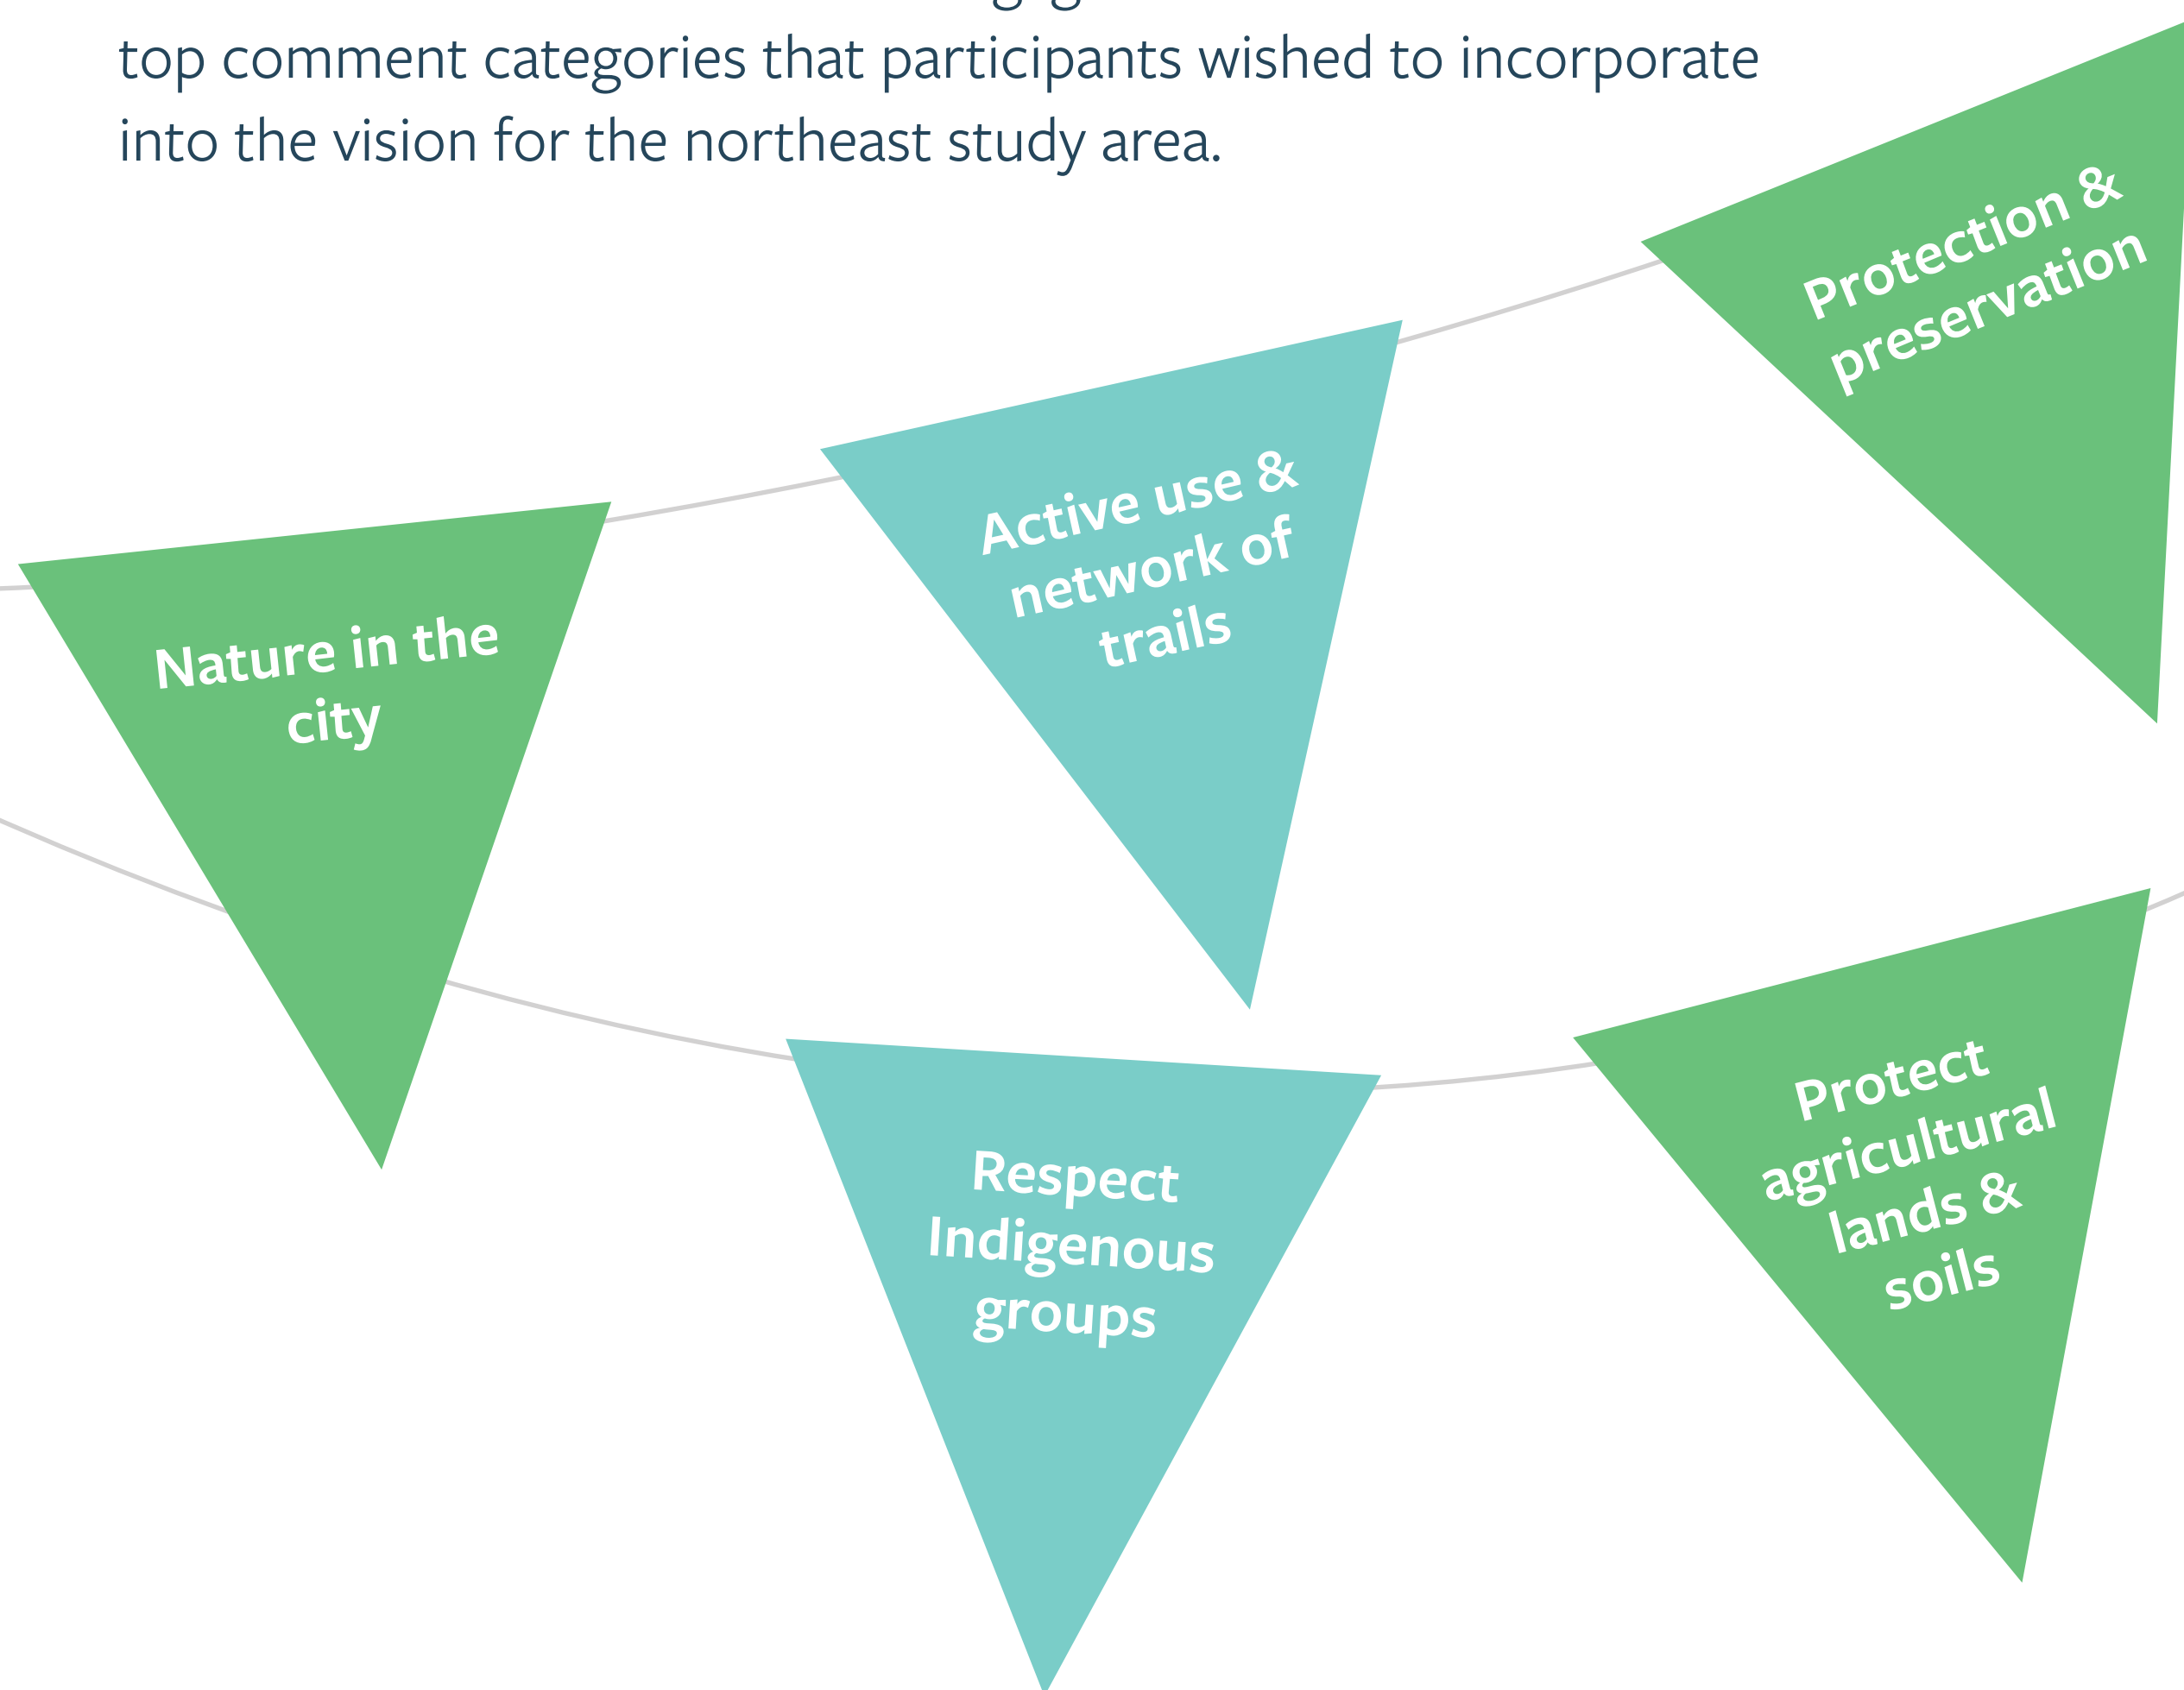 top comment categories that participants wished to incorporate
into the vision for the northeast study area.
Protection &
preservation
Active use &
network of
trails
Nature in the
city
Respect
Indigenous
groups
Protect
agricultural
lands &
soils